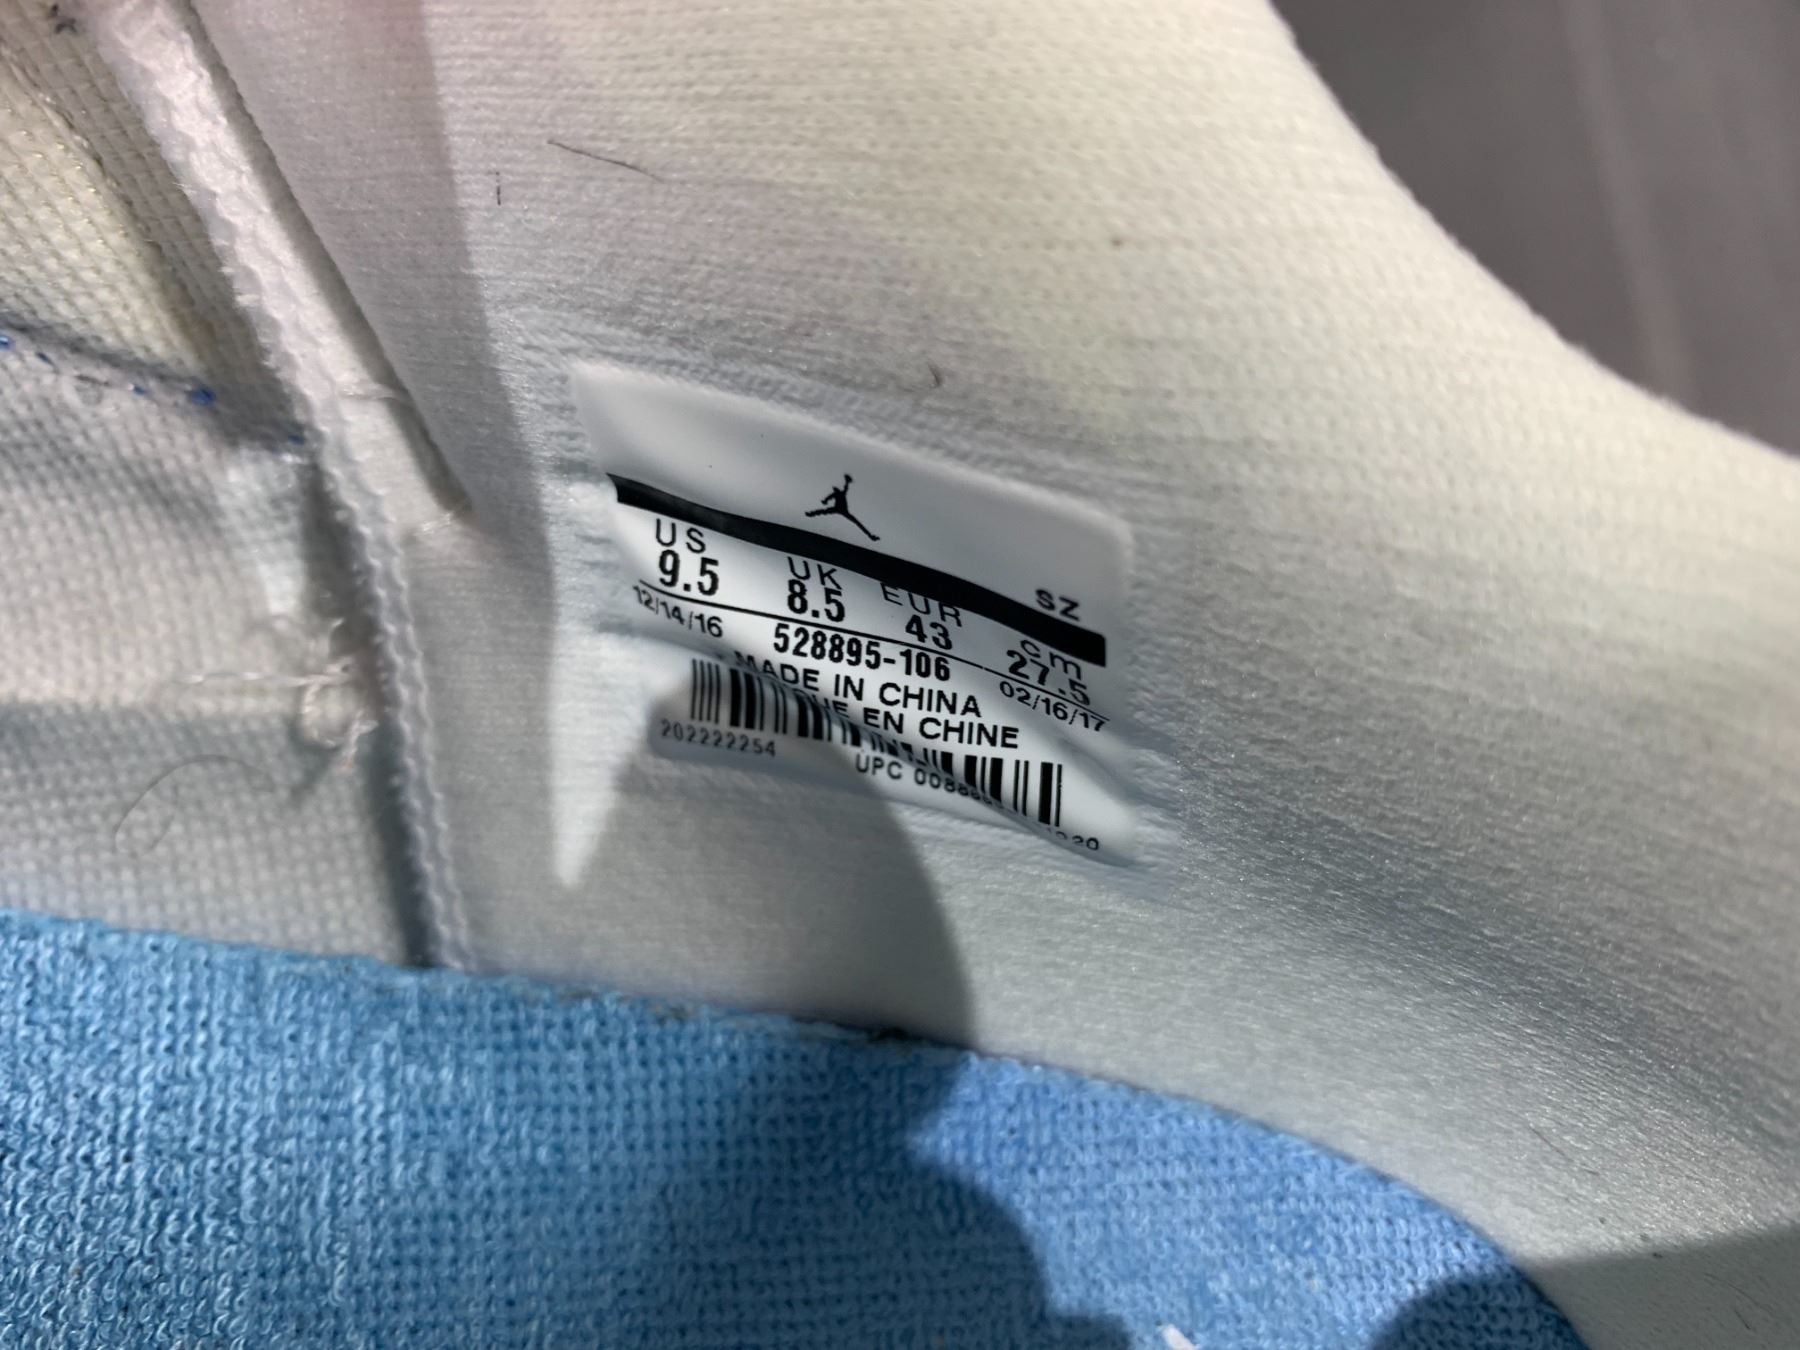 SZ
US UK EUR cm
9.5 8.5 43 27.5
12/14/16 528895-106 02/16/17
MADE IN CHINA
EN CHINE
202222254 UPC